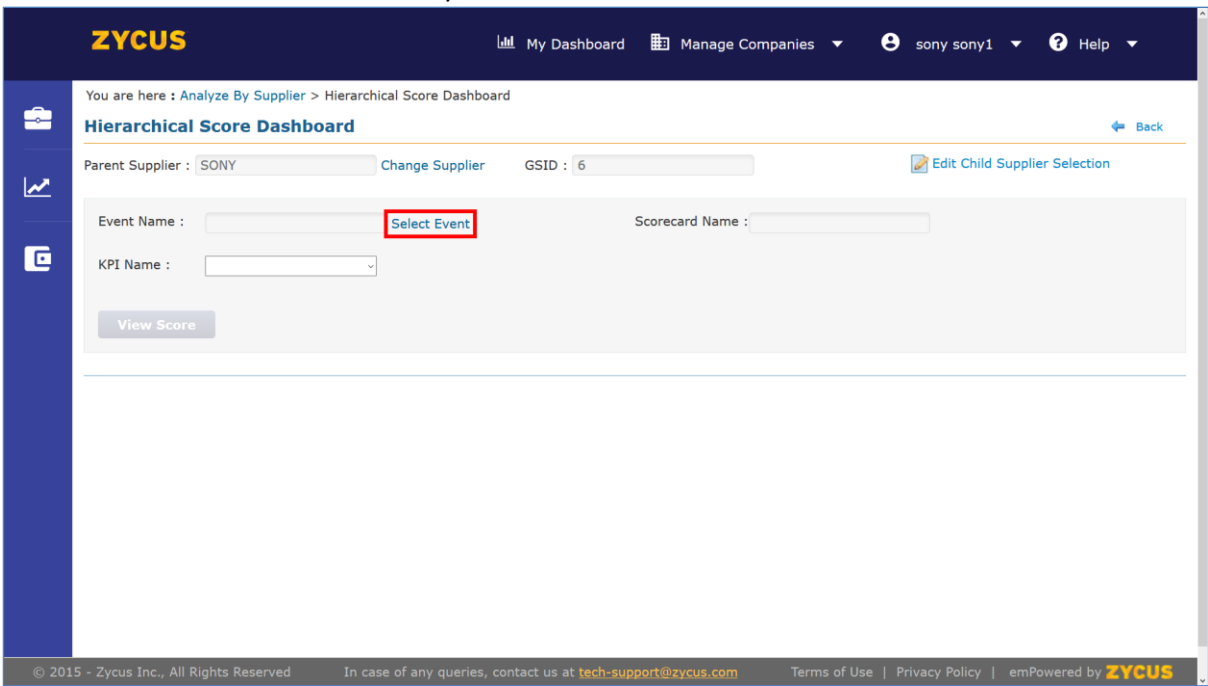 ZYCUS My Dashboard Manage Companies sony sony1 Help
You are here : Analyze By Supplier > Hierarchical Score Dashboard
Hierarchical Score Dashboard Back
Parent Supplier : SONY Change Supplier GSID : 6 Edit Child Supplier Selection
Event Name : Select Event Scorecard Name :
KPI Name :
View Score
© 2015 - Zycus Inc., All Rights Reserved In case of any queries, contact us at tech-support@zycus.com Terms of Use | Privacy Policy | emPowered by ZYCUS